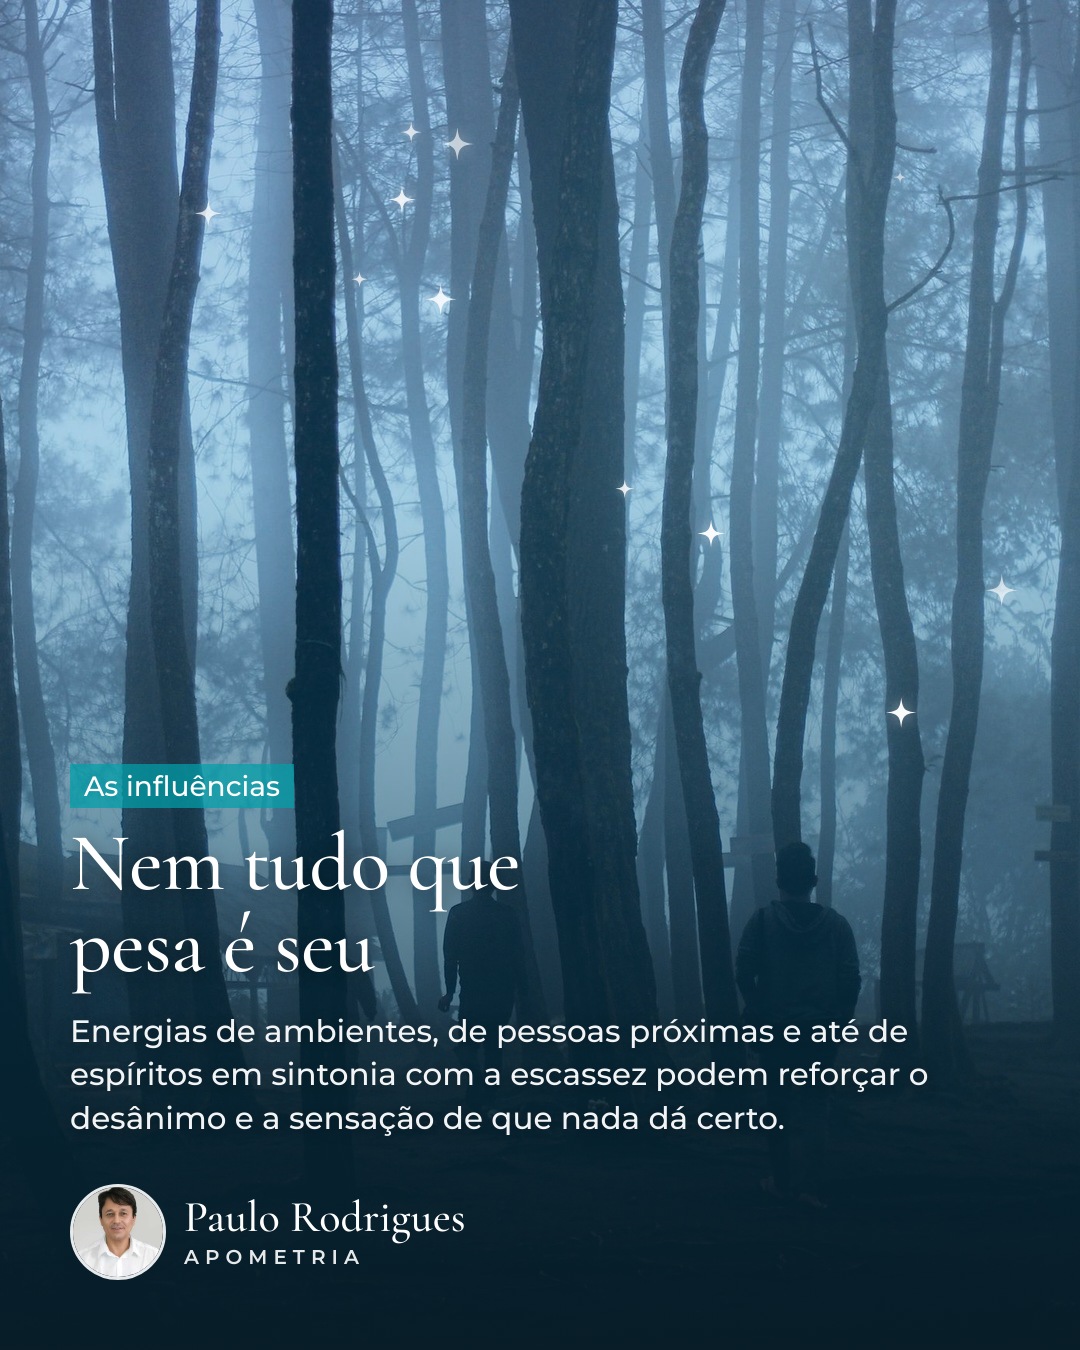 As influências
Nem tudo que
pesa é seu
Energias de ambientes, de pessoas próximas e até de
espíritos em sintonia com a escassez podem reforçar o
desânimo e a sensação de que nada dá certo.
Paulo Rodrigues
APOMETRIA